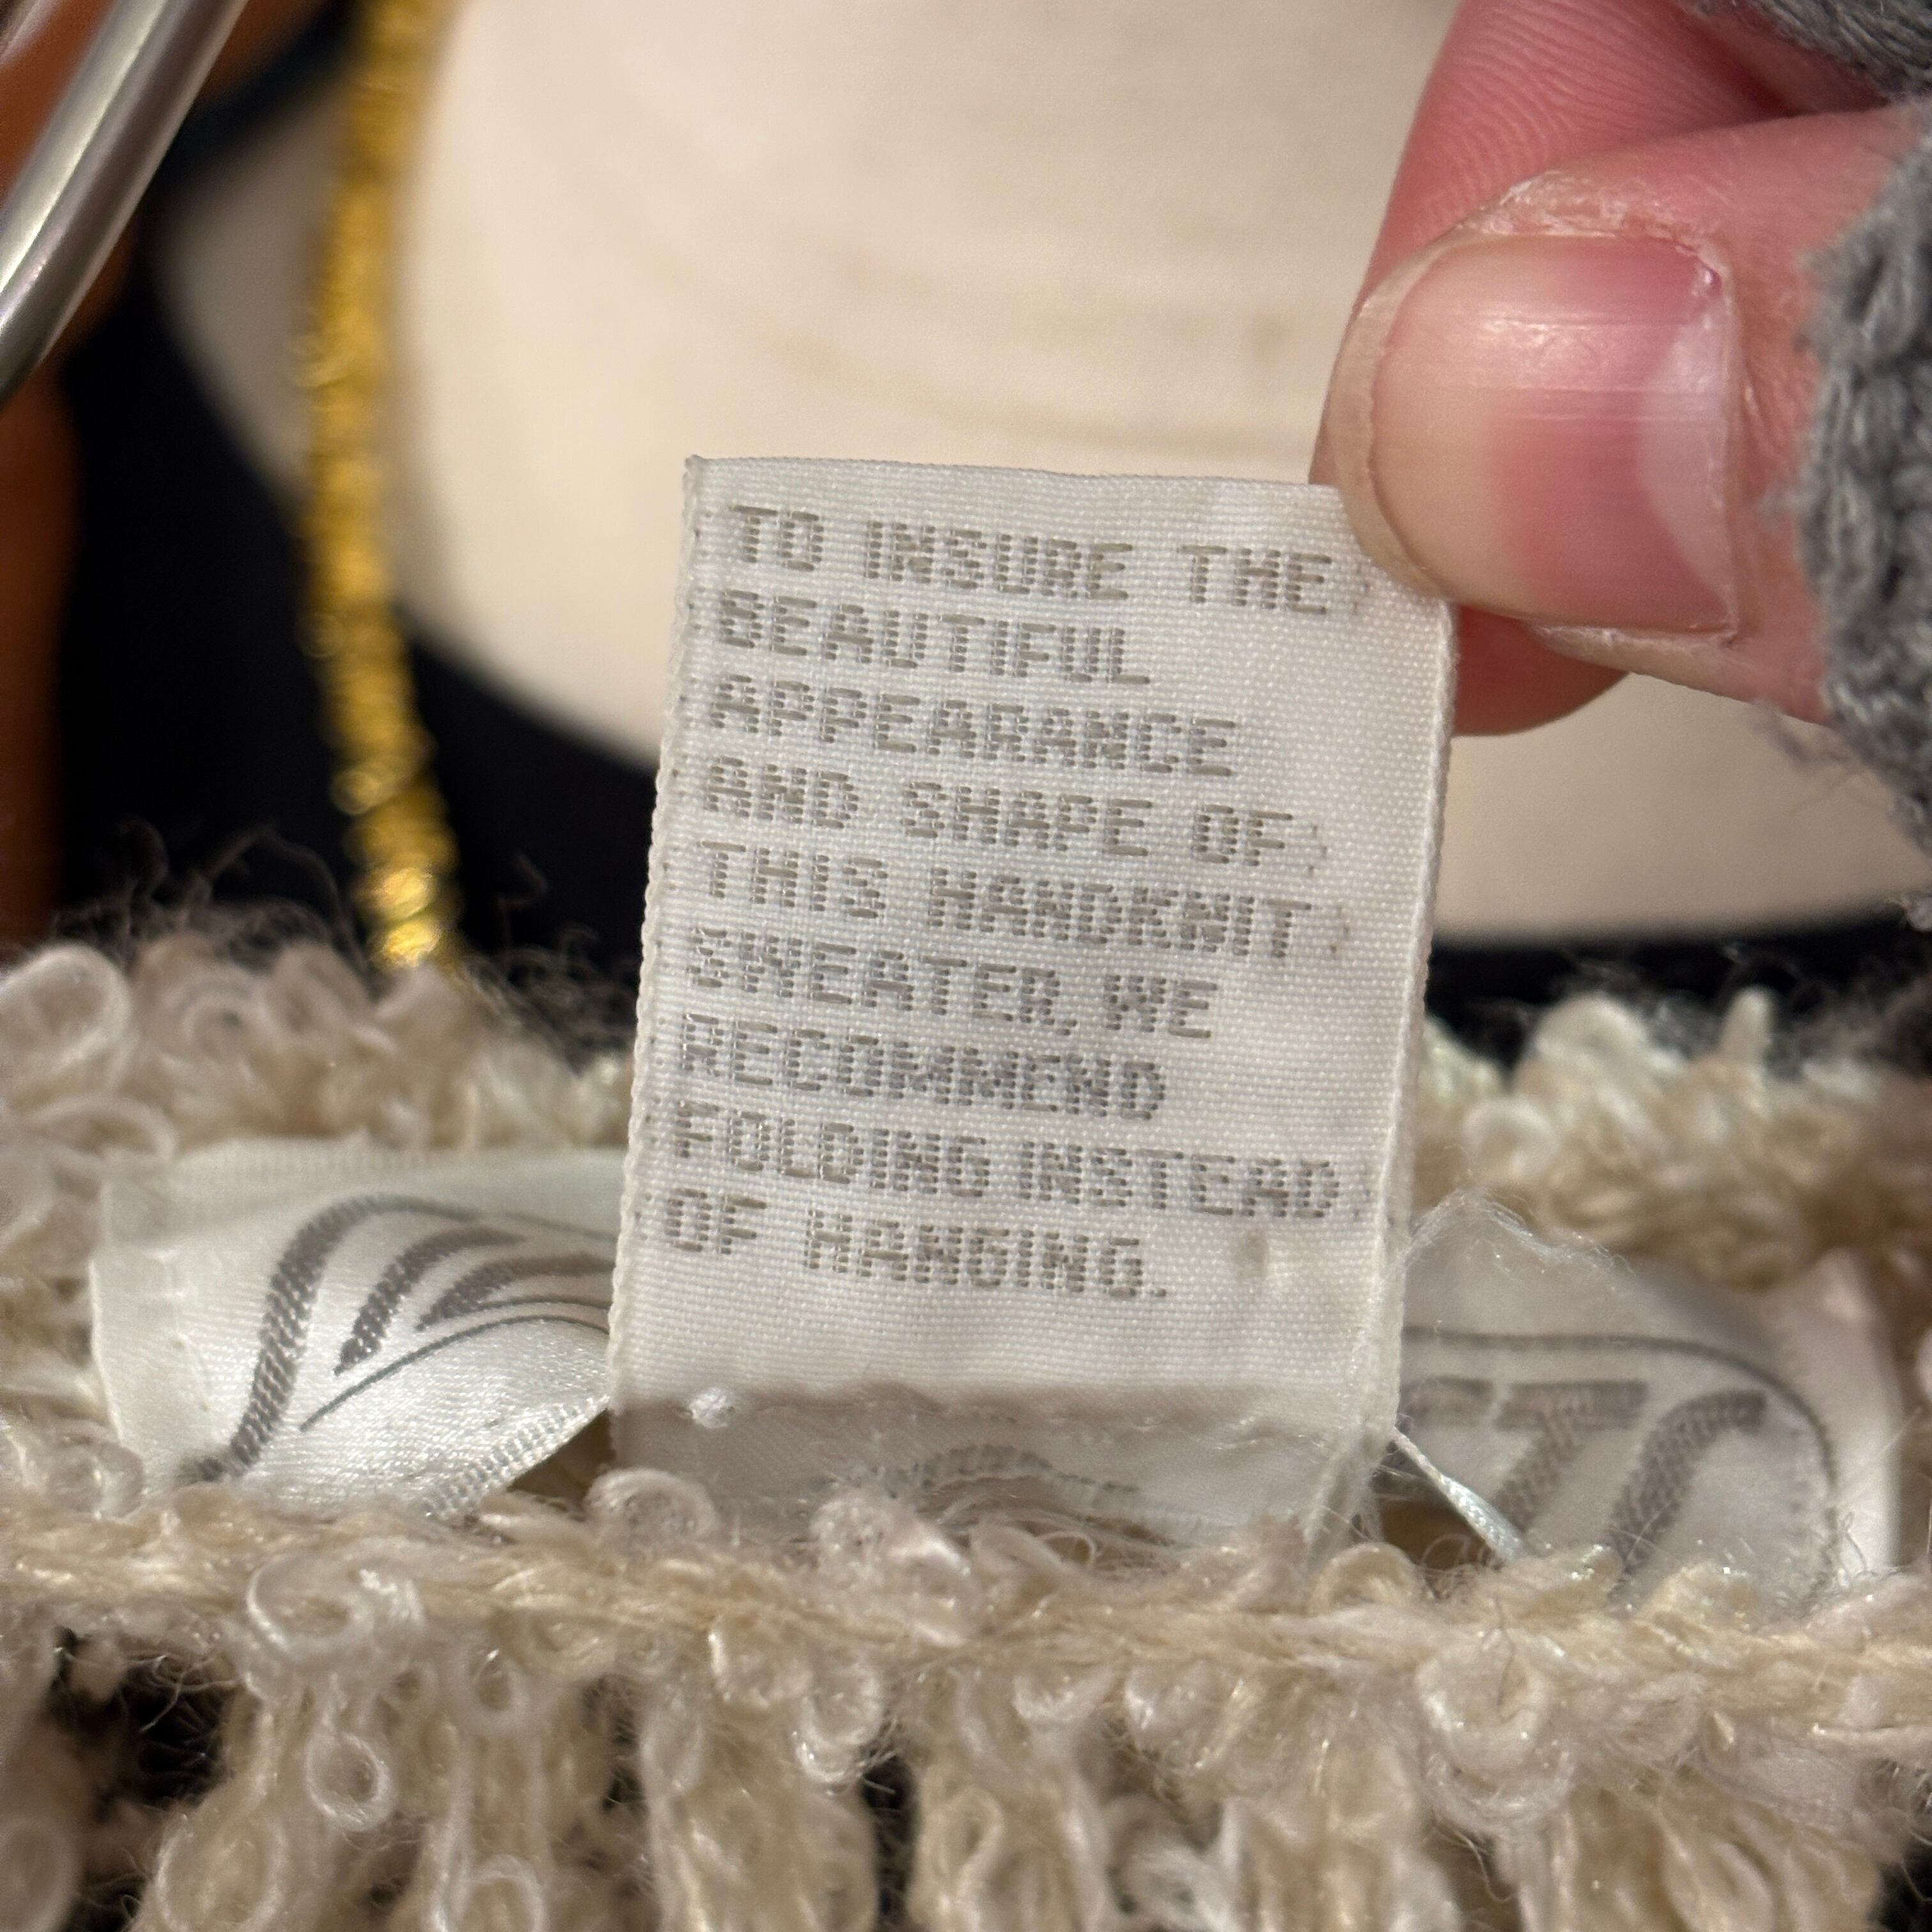 TO INSURE THE
BEAUTIFUL
APPEARANCE
AND SHAPE OF
THIS HANDKNIT
SWEATER, WE
RECOMMEND
FOLDING INSTEAD
OF HANGING.